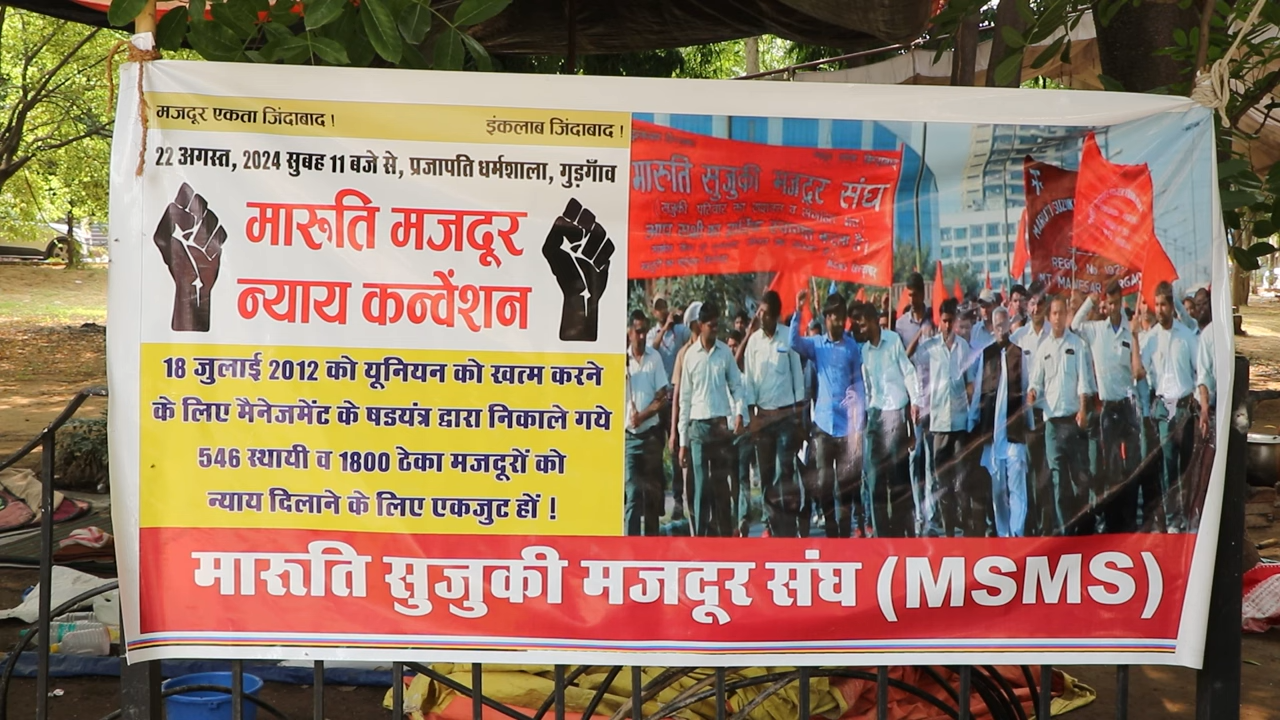 मजदूर एकता जिंदाबाद !
इंकलाब जिंदाबाद !
22 अगस्त, 2024 सुबह 11 बजे से, प्रजापति धर्मशाला, गुड़गाँव
मारूति मजदूर
न्याय कन्वेंशन
18 जुलाई 2012 को यूनियन को खत्म करने
के लिए मैनेजमेंट के षडयंत्र द्वारा निकाले गये
546 स्थायी व 1800 ठेका मजदूरों को
न्याय दिलाने के लिए एकजुट हों !
मारूति सुजुकी मजदूर संघ
मारूति सुजुकी मजदूर संघ (MSMS)